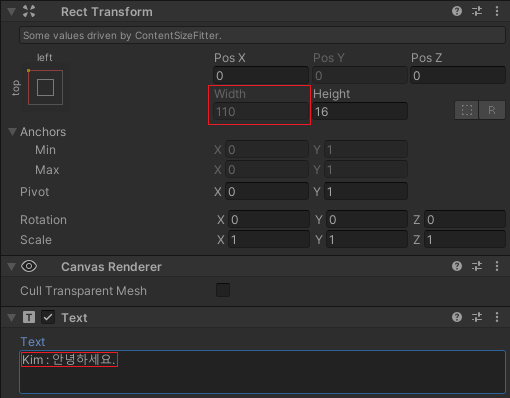 Rect Transform
Some values driven by ContentSizeFitter.
left
top
Pos X Pos Y Pos Z
0 0 0
Width Height
110 16
R
Anchors
Min X 0 Y 1
Max X 0 Y 1
Pivot X 0 Y 1
Rotation X 0 Y 0 Z 0
Scale X 1 Y 1 Z 1
Canvas Renderer
Cull Transparent Mesh
T Text
Text
Kim : 안녕하세요.